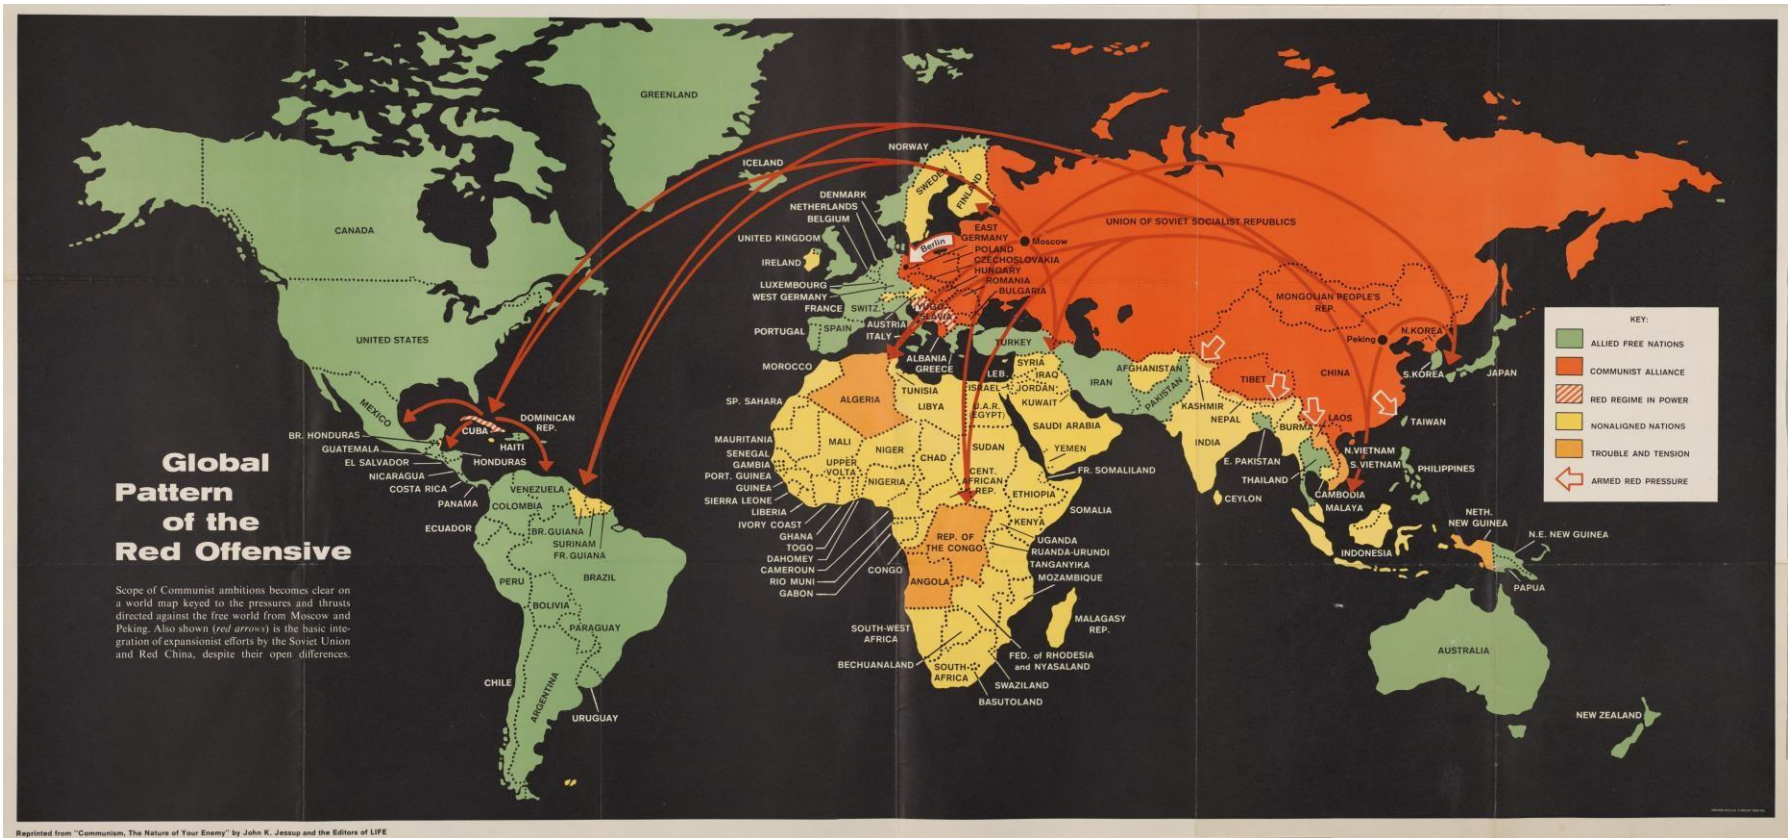 GREENLAND
ICELAND
NORWAY
SWEDEN
FINLAND
DENMARK
NETHERLANDS
BELGIUM
UNITED KINGDOM
IRELAND
LUXEMBOURG
WEST GERMANY
FRANCE
SWITZ.
PORTUGAL
SPAIN
AUSTRIA
ITALY
ALBANIA
GREECE
Berlin
EAST
GERMANY
POLAND
CZECHOSLOVAKIA
HUNGARY
ROMANIA
BULGARIA
YUGO-
SLAVIA
Moscow
UNION OF SOVIET SOCIALIST REPUBLICS
MONGOLIAN PEOPLE'S
REP.
Peking
N.KOREA
S.KOREA
JAPAN
CHINA
TIBET
TAIWAN
CANADA
UNITED STATES
MEXICO
CUBA
DOMINICAN
REP.
HAITI
BR. HONDURAS
GUATEMALA
HONDURAS
EL SALVADOR
NICARAGUA
COSTA RICA
PANAMA
VENEZUELA
COLOMBIA
ECUADOR
BR. GUIANA
SURINAM
FR. GUIANA
PERU
BRAZIL
BOLIVIA
PARAGUAY
CHILE
ARGENTINA
URUGUAY
MOROCCO
SP. SAHARA
ALGERIA
TUNISIA
LIBYA
U.A.R.
(EGYPT)
MAURITANIA
SENEGAL
GAMBIA
PORT. GUINEA
GUINEA
SIERRA LEONE
LIBERIA
IVORY COAST
GHANA
TOGO
DAHOMEY
CAMEROUN
RIO MUNI
GABON
MALI
UPPER
VOLTA
NIGER
NIGERIA
CHAD
SUDAN
CENT.
AFRICAN
REP.
ETHIOPIA
FR. SOMALILAND
SOMALIA
KENYA
UGANDA
RUANDA-URUNDI
TANGANYIKA
MOZAMBIQUE
REP. OF
THE CONGO
CONGO
ANGOLA
SOUTH-WEST
AFRICA
BECHUANALAND
SOUTH
AFRICA
FED. of RHODESIA
and NYASALAND
SWAZILAND
BASUTOLAND
MALAGASY
REP.
TURKEY
SYRIA
LEB.
IRAQ
ISRAEL
JORDAN
KUWAIT
SAUDI ARABIA
YEMEN
IRAN
AFGHANISTAN
PAKISTAN
KASHMIR
NEPAL
INDIA
CEYLON
E. PAKISTAN
BURMA
LAOS
N.VIETNAM
S.VIETNAM
THAILAND
CAMBODIA
MALAYA
PHILIPPINES
INDONESIA
NETH.
NEW GUINEA
N.E. NEW GUINEA
PAPUA
AUSTRALIA
NEW ZEALAND
KEY:
ALLIED FREE NATIONS
COMMUNIST ALLIANCE
RED REGIME IN POWER
NONALIGNED NATIONS
TROUBLE AND TENSION
ARMED RED PRESSURE
Global
Pattern
of the
Red Offensive
Scope of Communist ambitions becomes clear on
a world map keyed to the pressures and thrusts
directed against the free world from Moscow and
Peking. Also shown (red arrows) is the basic inte-
gration of expansionist efforts by the Soviet Union
and Red China, despite their open differences.
Reprinted from "Communism, The Nature of Your Enemy" by John K. Jessup and the Editors of LIFE